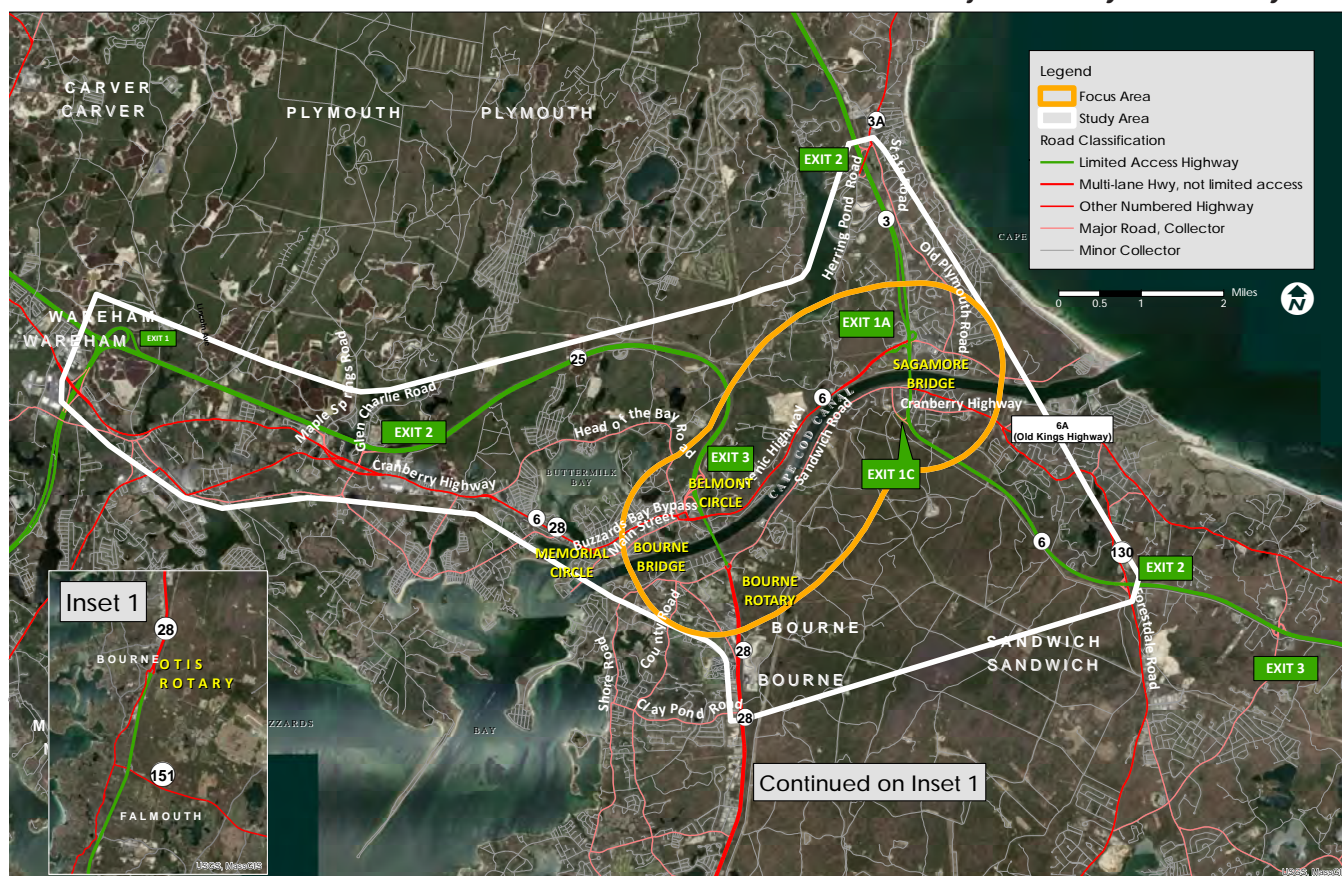 Legend
Focus Area
Study Area
Road Classification
Limited Access Highway
Multi-lane Hwy, not limited access
Other Numbered Highway
Major Road, Collector
Minor Collector
Miles
0 0.5 1 2
N
CARVER
CARVER
PLYMOUTH
PLYMOUTH
3A
EXIT 2
State Road
Herring Pond Road
3
Old Plymouth Road
CAPE
WAREHAM
WAREHAM
EXIT 1
EXIT 1A
SAGAMORE
BRIDGE
25
Maple Springs Road
Glen Charlie Road
EXIT 2
Head of the Bay Road
6
Scenic Highway
CAPE COD CANAL
Sandwich Road
Cranberry Highway
6A
(Old Kings Highway)
Cranberry Highway
BUTTERMILK
BAY
EXIT 3
BELMONT
CIRCLE
EXIT 1C
6
28
Buzzards Bay Bypass
Main Street
MEMORIAL
CIRCLE
BOURNE
BRIDGE
BOURNE
ROTARY
6
130
EXIT 2
Forestdale Road
County Road
Shore Road
BOURNE
BOURNE
28
SANDWICH
SANDWICH
EXIT 3
Clay Pond Road
28
BAY
ZZARDS
Continued on Inset 1
Inset 1
28
BOURNE
OTIS
ROTARY
151
FALMOUTH
USGS, MassGIS